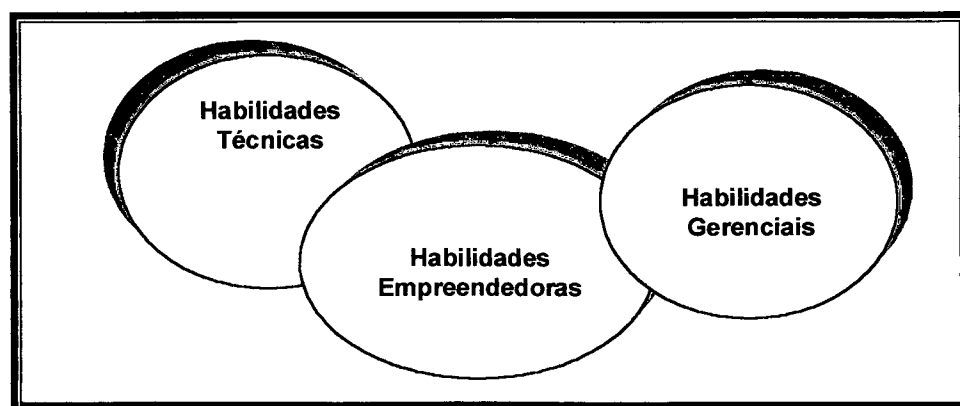 Habilidades
Técnicas
Habilidades
Empreendedoras
Habilidades
Gerenciais